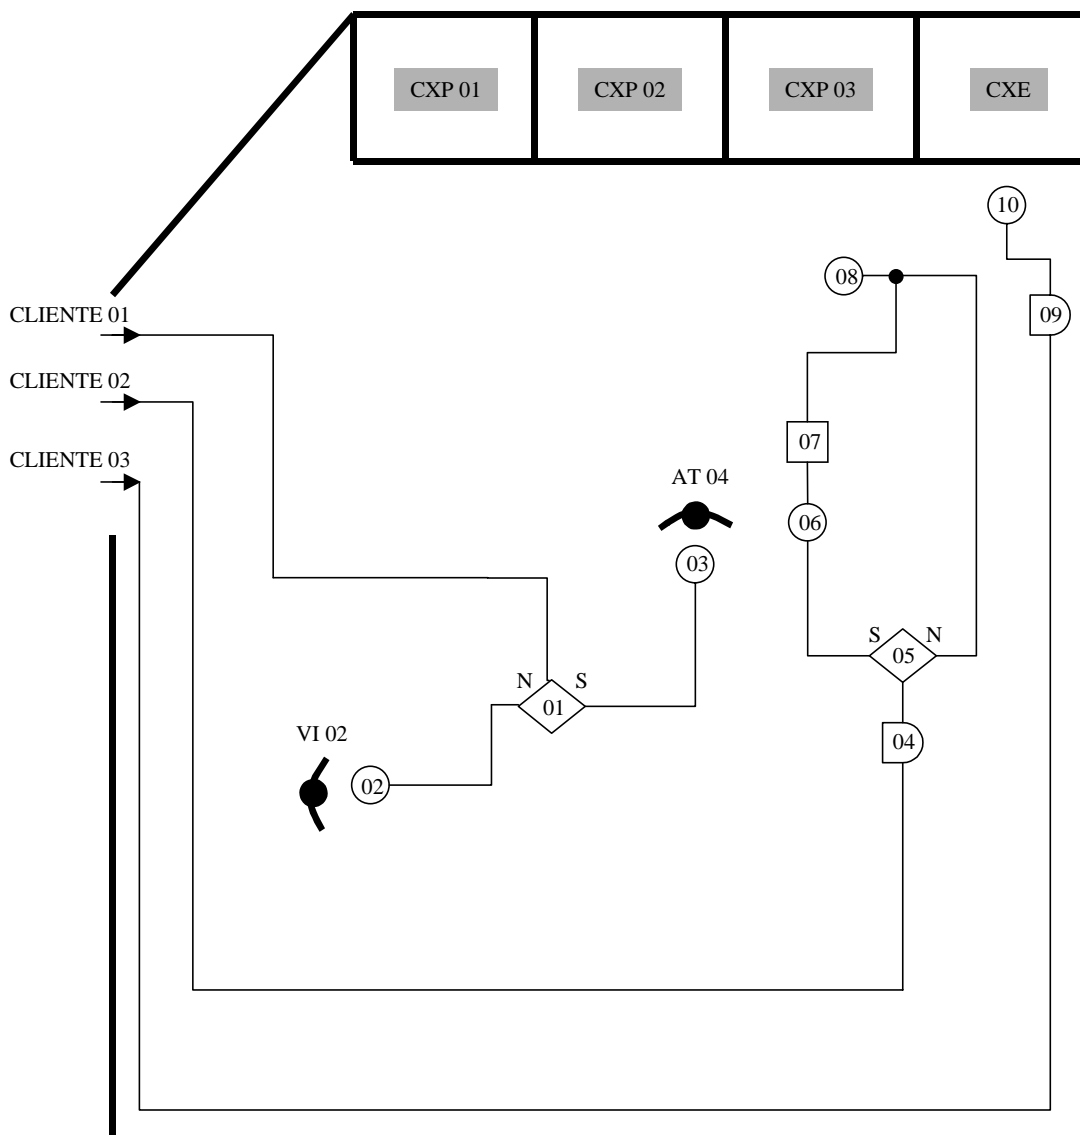 CXP 01
CXP 02
CXP 03
CXE
10
08
CLIENTE 01
09
CLIENTE 02
07
CLIENTE 03
AT 04
06
03
S
N
05
N
S
01
VI 02
04
02